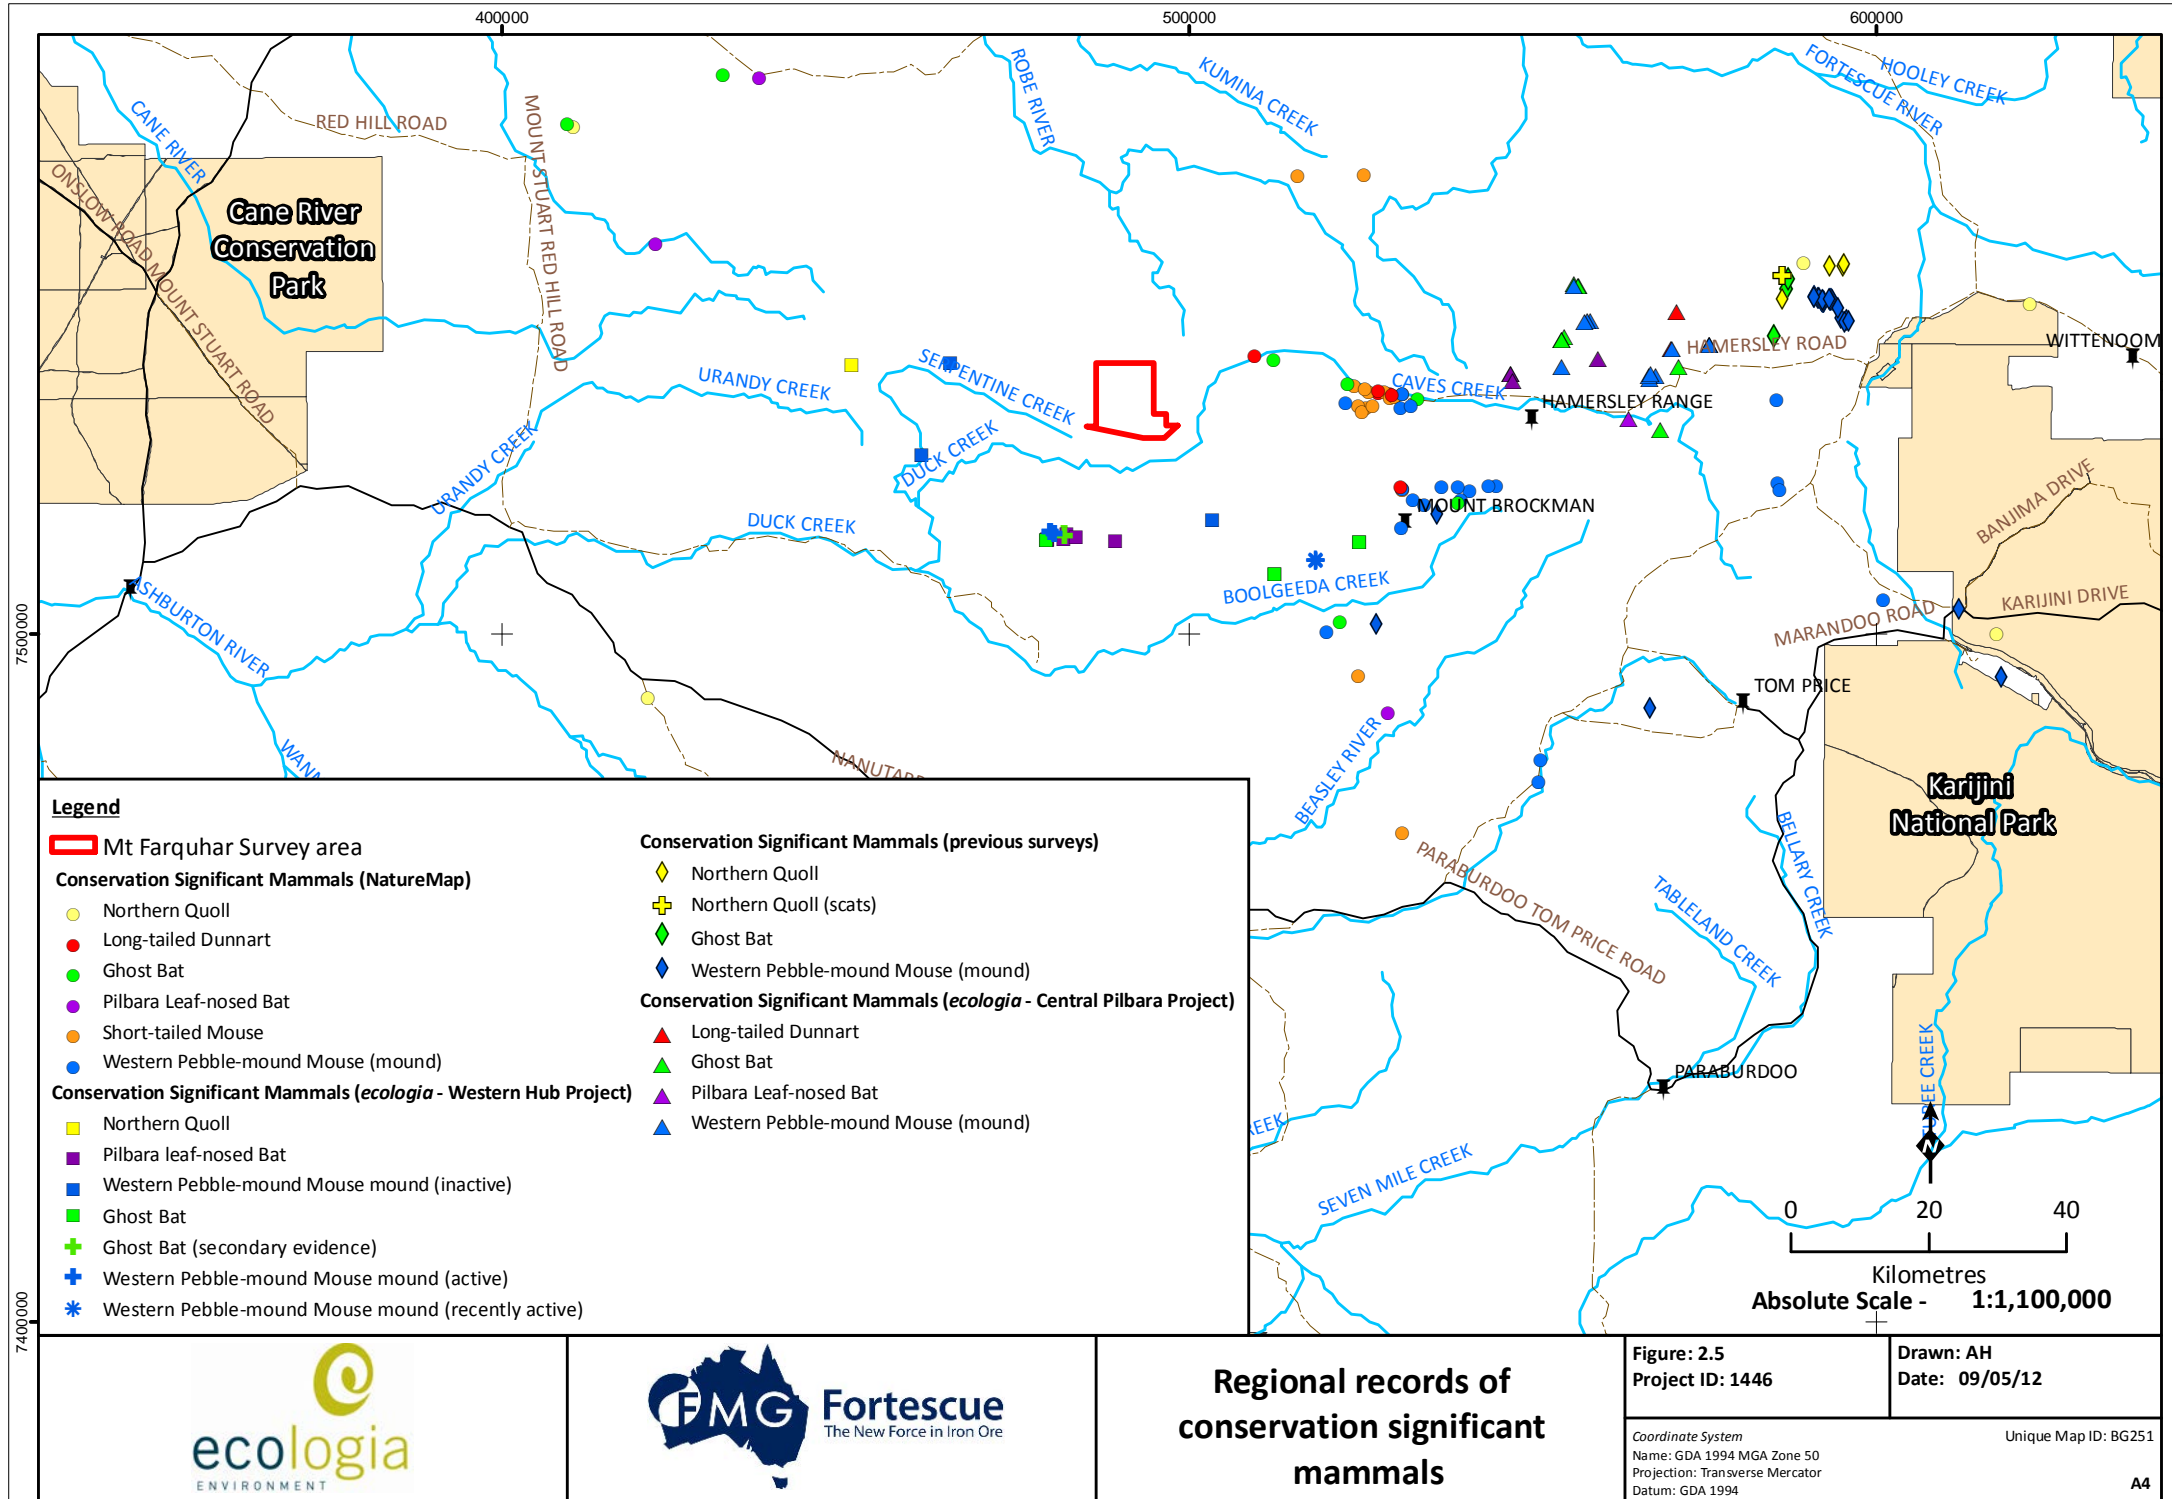 400000
500000
600000
7500000
7400000
CANE RIVER
RED HILL ROAD
MOUNT STUART RED HILL ROAD
ONSLOW ROAD
MOUNT STUART ROAD
Cane River
Conservation
Park
ROBE RIVER
KUMINA CREEK
FORTESCUE RIVER
HOOLEY CREEK
WITTENOOM
HAMERSLEY ROAD
SERPENTINE CREEK
URANDY CREEK
CAVES CREEK
HAMERSLEY RANGE
URANDY CREEK
DUCK CREEK
DUCK CREEK
MOUNT BROCKMAN
BANJIMA DRIVE
BOOLGEEDA CREEK
KARIJINI DRIVE
MARANDOO ROAD
ASHBURTON RIVER
TOM PRICE
NANUTARR
BEASLEY RIVER
Karijini
National Park
BELLARY CREEK
PARABURDOO TOM PRICE ROAD
TABLELAND CREEK
PARABURDOO
SEVEN MILE CREEK
REEK
N
Legend
Mt Farquhar Survey area
Conservation Significant Mammals (NatureMap)
Northern Quoll
Long-tailed Dunnart
Ghost Bat
Pilbara Leaf-nosed Bat
Short-tailed Mouse
Western Pebble-mound Mouse (mound)
Conservation Significant Mammals (ecologia - Western Hub Project)
Northern Quoll
Pilbara leaf-nosed Bat
Western Pebble-mound Mouse mound (inactive)
Ghost Bat
Ghost Bat (secondary evidence)
Western Pebble-mound Mouse mound (active)
Western Pebble-mound Mouse mound (recently active)
Conservation Significant Mammals (previous surveys)
Northern Quoll
Northern Quoll (scats)
Ghost Bat
Western Pebble-mound Mouse (mound)
Conservation Significant Mammals (ecologia - Central Pilbara Project)
Long-tailed Dunnart
Ghost Bat
Pilbara Leaf-nosed Bat
Western Pebble-mound Mouse (mound)
0 20 40
Kilometres
Absolute Scale - 1:1,100,000
ecologia
ENVIRONMENT
FMG Fortescue
The New Force in Iron Ore
Regional records of
conservation significant
mammals
Figure: 2.5
Project ID: 1446
Drawn: AH
Date: 09/05/12
Coordinate System
Name: GDA 1994 MGA Zone 50
Projection: Transverse Mercator
Datum: GDA 1994
Unique Map ID: BG251
A4